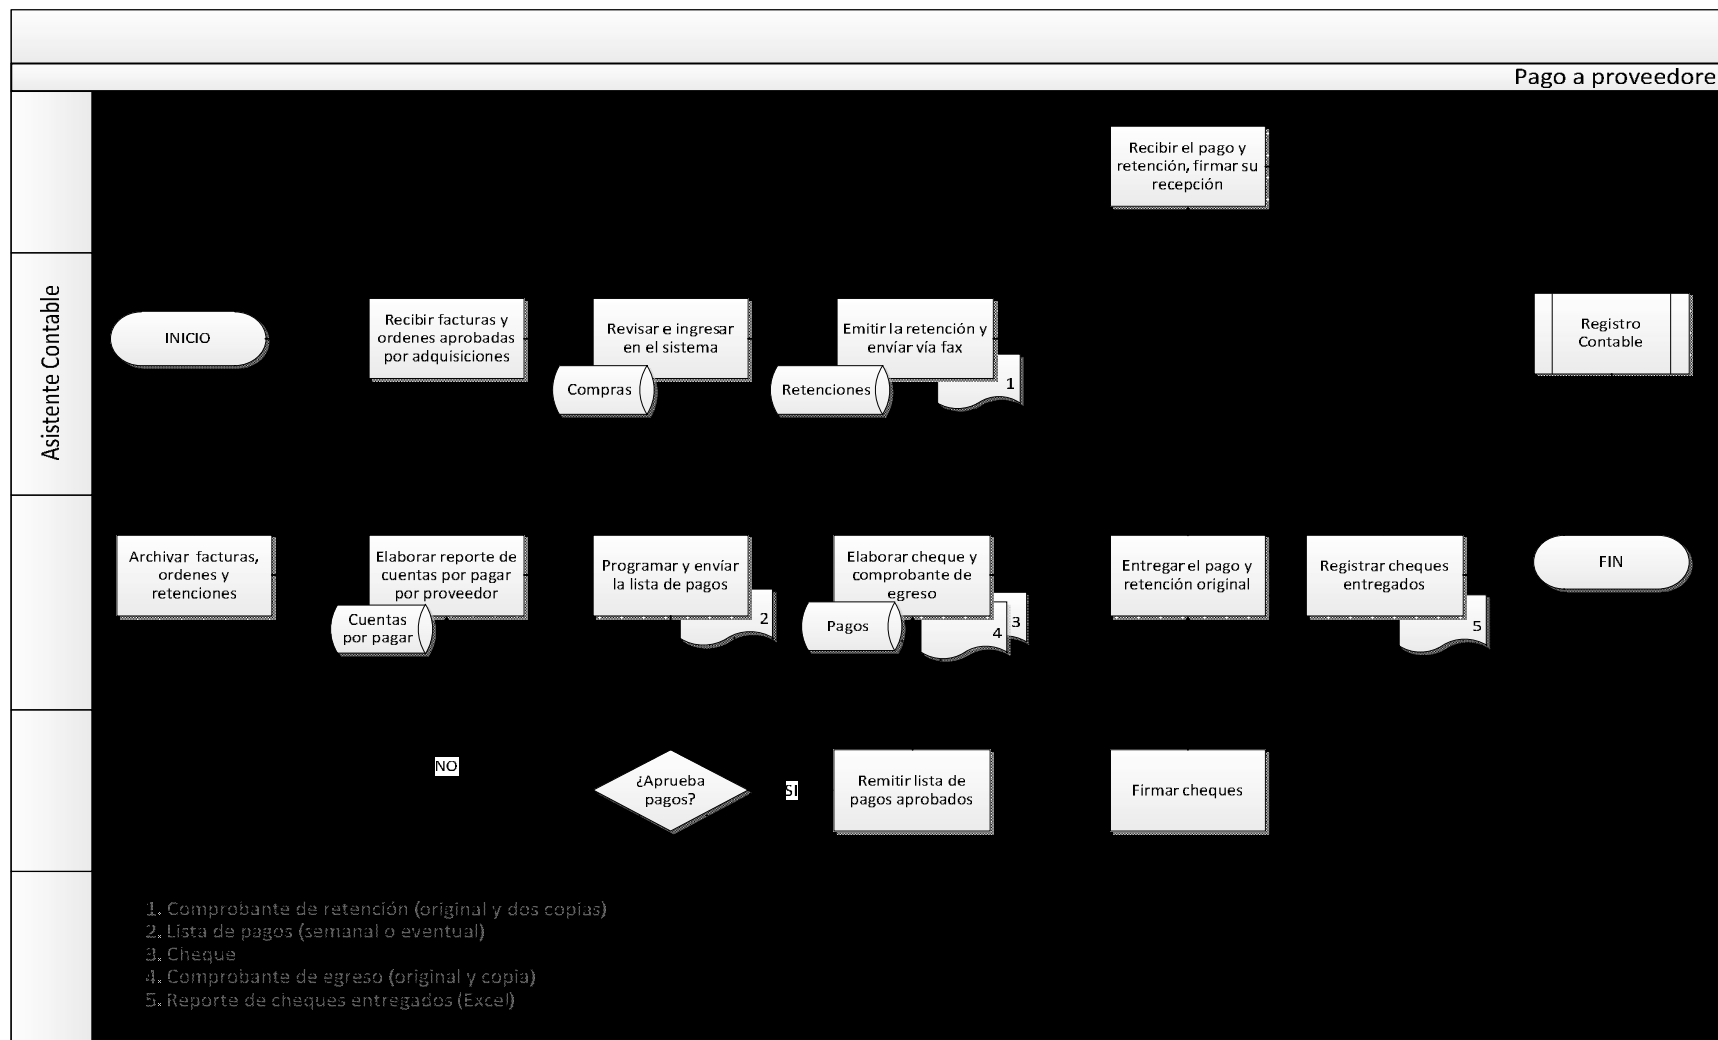 Pago a proveedore
Recibir el pago y
retención, firmar su
recepción
Asistente Contable
INICIO
Recibir facturas y
ordenes aprobadas
por adquisiciones
Revisar e ingresar
en el sistema
Compras
Emitir la retención y
envíar vía fax
Retenciones
1
Registro
Contable
Archivar facturas,
ordenes y
retenciones
Elaborar reporte de
cuentas por pagar
por proveedor
Cuentas
por pagar
Programar y envíar
la lista de pagos
2
Elaborar cheque y
comprobante de
egreso
Pagos
4
3
Entregar el pago y
retención original
Registrar cheques
entregados
5
FIN
NO
¿Aprueba
pagos?
SI
Remitir lista de
pagos aprobados
Firmar cheques
1. Comprobante de retención (original y dos copias)
2. Lista de pagos (semanal o eventual)
3. Cheque
4. Comprobante de egreso (original y copia)
5. Reporte de cheques entregados (Excel)